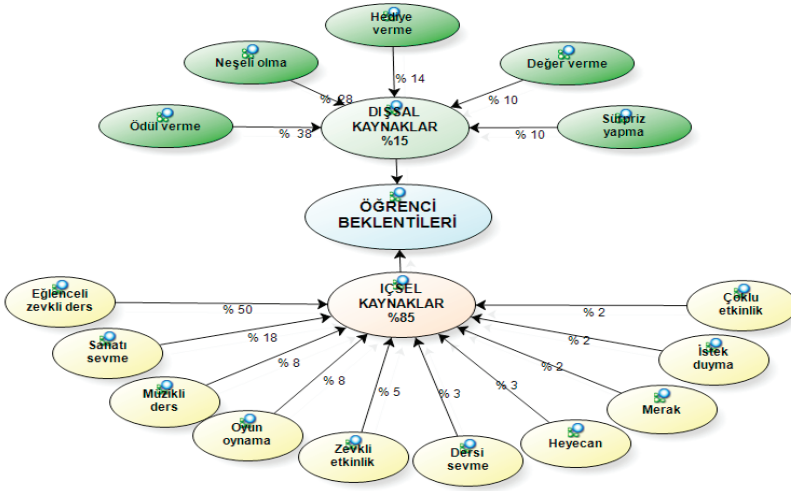 Hediye
verme
Neşeli olma
Değer verme
% 14
% 28
% 10
Ödül verme
% 38
DIŞSAL
KAYNAKLAR
%15
% 10
Sürpriz
yapma
ÖĞRENCİ
BEKLENTİLERİ
Eğlenceli
zevkli ders
% 50
İÇSEL
KAYNAKLAR
%85
% 2
Çoklu
etkinlik
Sanatı
sevme
% 18
% 2
İstek
duyma
Müzikli
ders
% 8
% 8
% 5
% 3
% 3
% 2
Merak
Oyun
oynama
Zevkli
etkinlik
Dersi
sevme
Heyecan